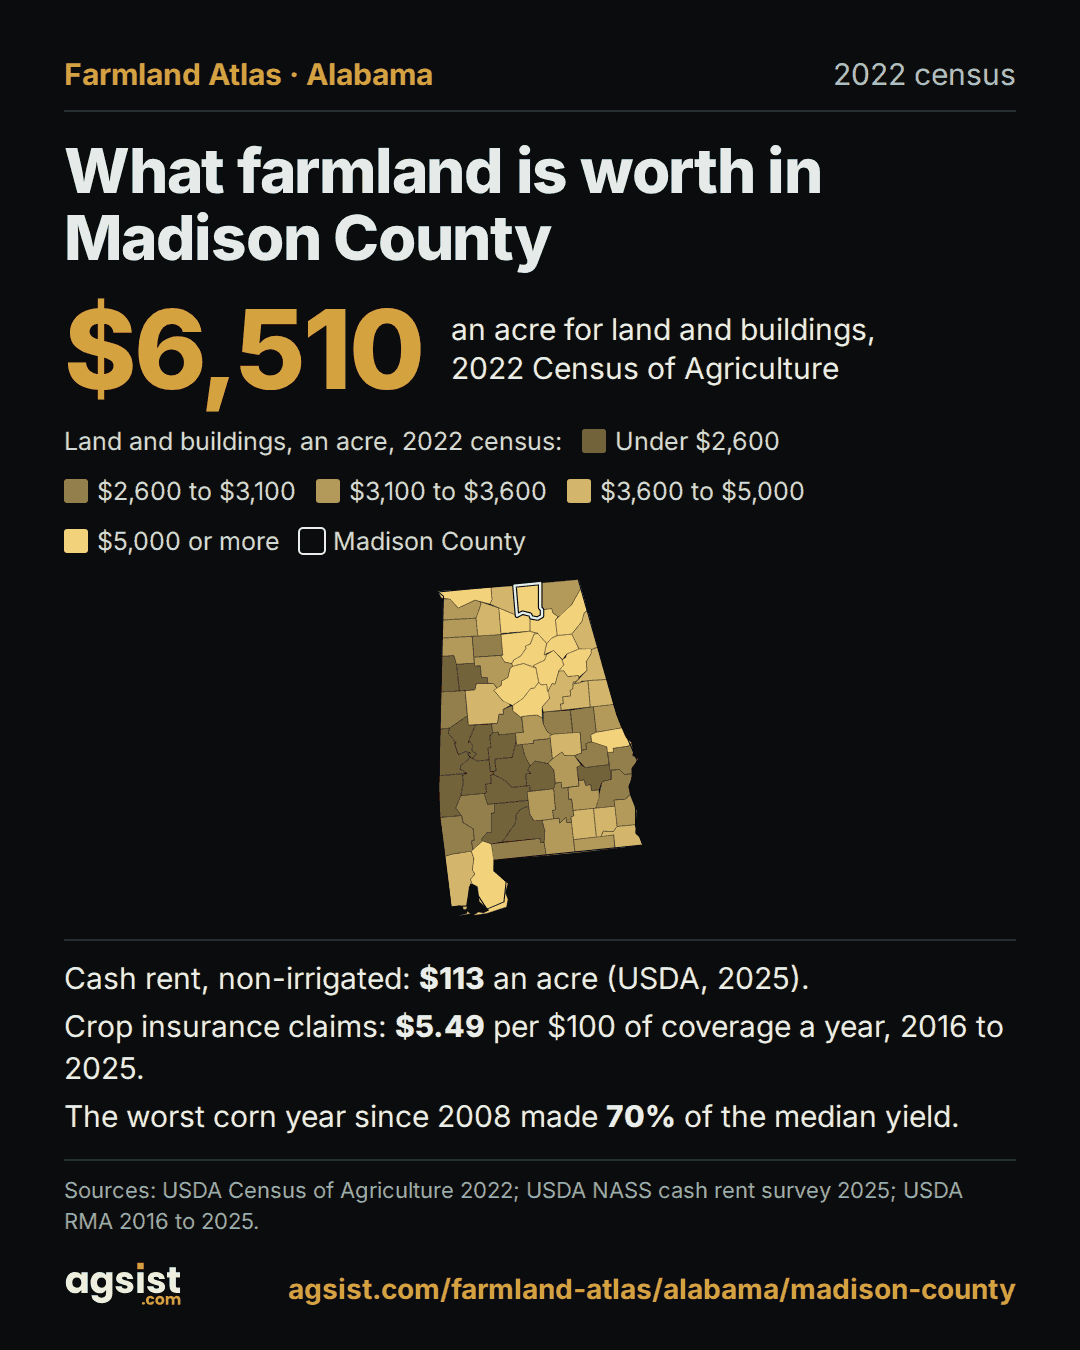 Farmland Atlas · Alabama
2022 census
What farmland is worth in
Madison County
$6,510
an acre for land and buildings,
2022 Census of Agriculture
Land and buildings, an acre, 2022 census:
Under $2,600
$2,600 to $3,100
$3,100 to $3,600
$3,600 to $5,000
$5,000 or more
Madison County
Cash rent, non-irrigated: $113 an acre (USDA, 2025).
Crop insurance claims: $5.49 per $100 of coverage a year, 2016 to
2025.
The worst corn year since 2008 made 70% of the median yield.
Sources: USDA Census of Agriculture 2022; USDA NASS cash rent survey 2025; USDA
RMA 2016 to 2025.
agsist
.com
agsist.com/farmland-atlas/alabama/madison-county